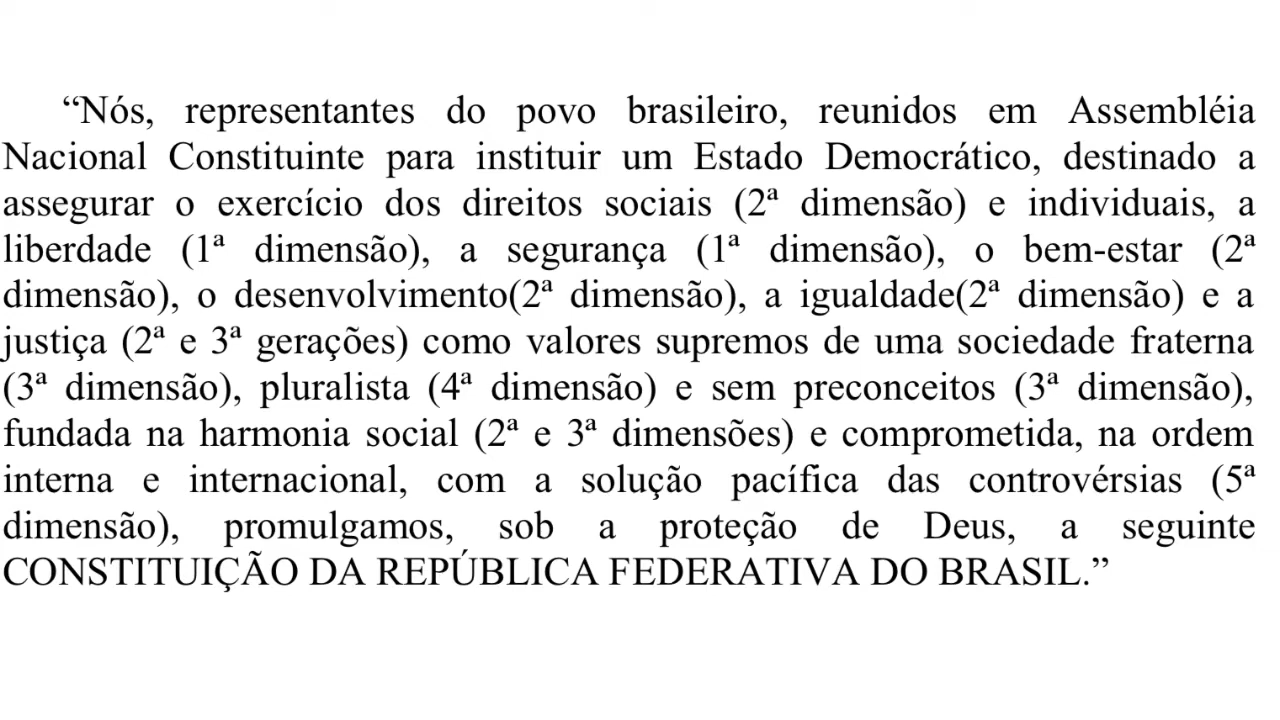 “Nós, representantes do povo brasileiro, reunidos em Assembléia
Nacional Constituinte para instituir um Estado Democrático, destinado a
assegurar o exercício dos direitos sociais (2ª dimensão) e individuais, a
liberdade (1ª dimensão), a segurança (1ª dimensão), o bem-estar (2ª
dimensão), o desenvolvimento(2ª dimensão), a igualdade(2ª dimensão) e a
justiça (2ª e 3ª gerações) como valores supremos de uma sociedade fraterna
(3ª dimensão), pluralista (4ª dimensão) e sem preconceitos (3ª dimensão),
fundada na harmonia social (2ª e 3ª dimensões) e comprometida, na ordem
interna e internacional, com a solução pacífica das controvérsias (5ª
dimensão), promulgamos, sob a proteção de Deus, a seguinte
CONSTITUIÇÃO DA REPÚBLICA FEDERATIVA DO BRASIL.”